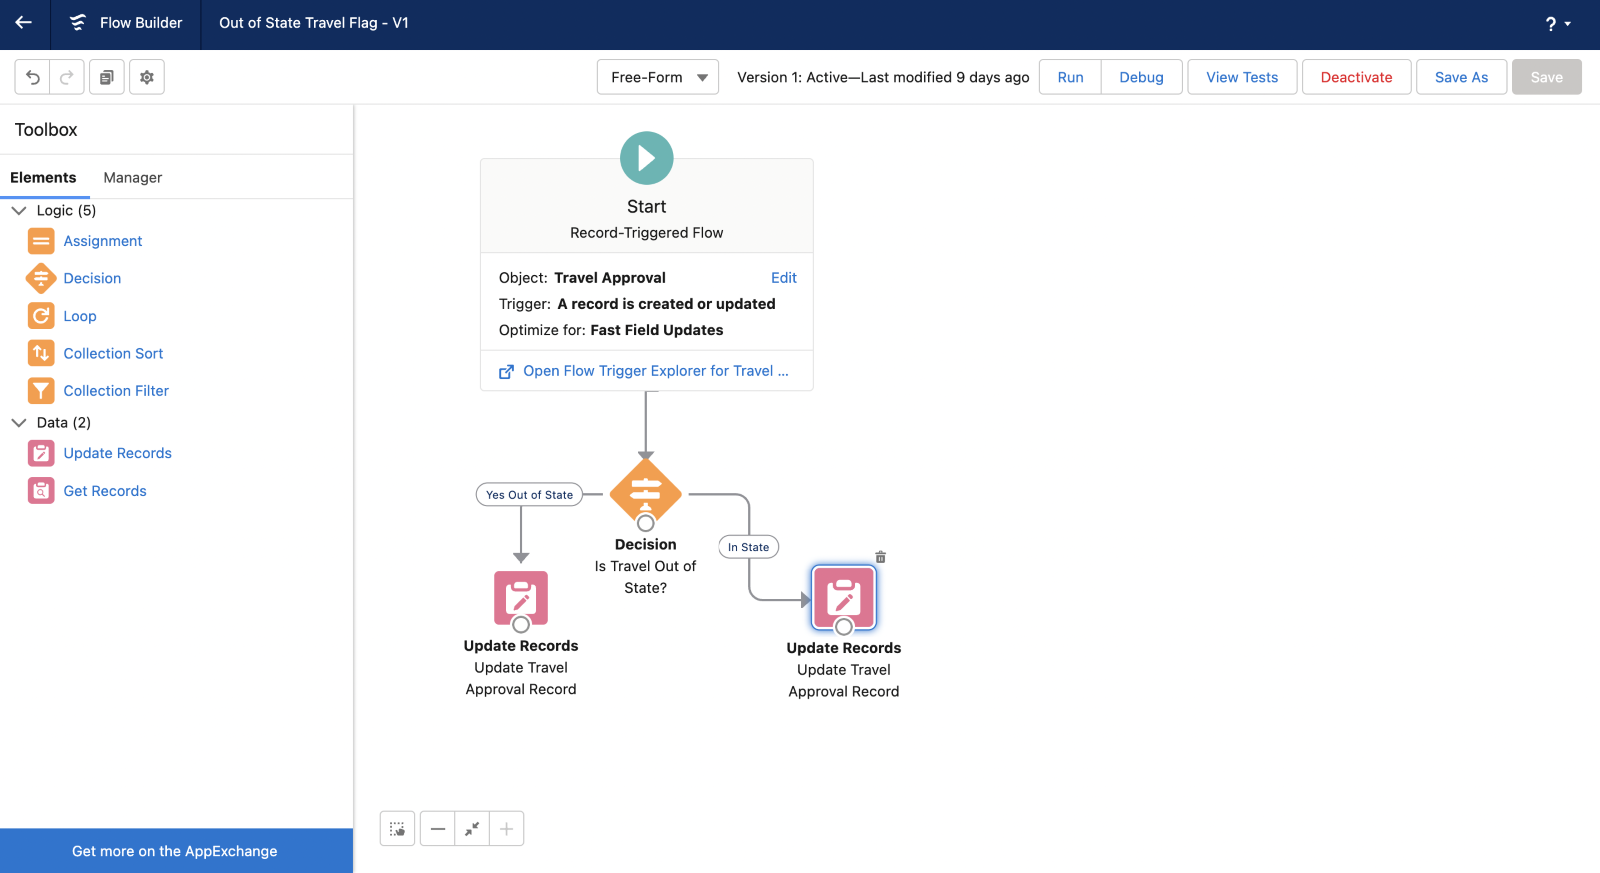 Flow Builder
Out of State Travel Flag - V1
?
Free-Form
Version 1: Active—Last modified 9 days ago
Run
Debug
View Tests
Deactivate
Save As
Save
Toolbox
Elements
Manager
Logic (5)
Assignment
Decision
Loop
Collection Sort
Collection Filter
Data (2)
Update Records
Get Records
Get more on the AppExchange
Start
Record-Triggered Flow
Object: Travel Approval
Edit
Trigger: A record is created or updated
Optimize for: Fast Field Updates
Open Flow Trigger Explorer for Travel ...
Yes Out of State
Decision
Is Travel Out of
State?
In State
Update Records
Update Travel
Approval Record
Update Records
Update Travel
Approval Record